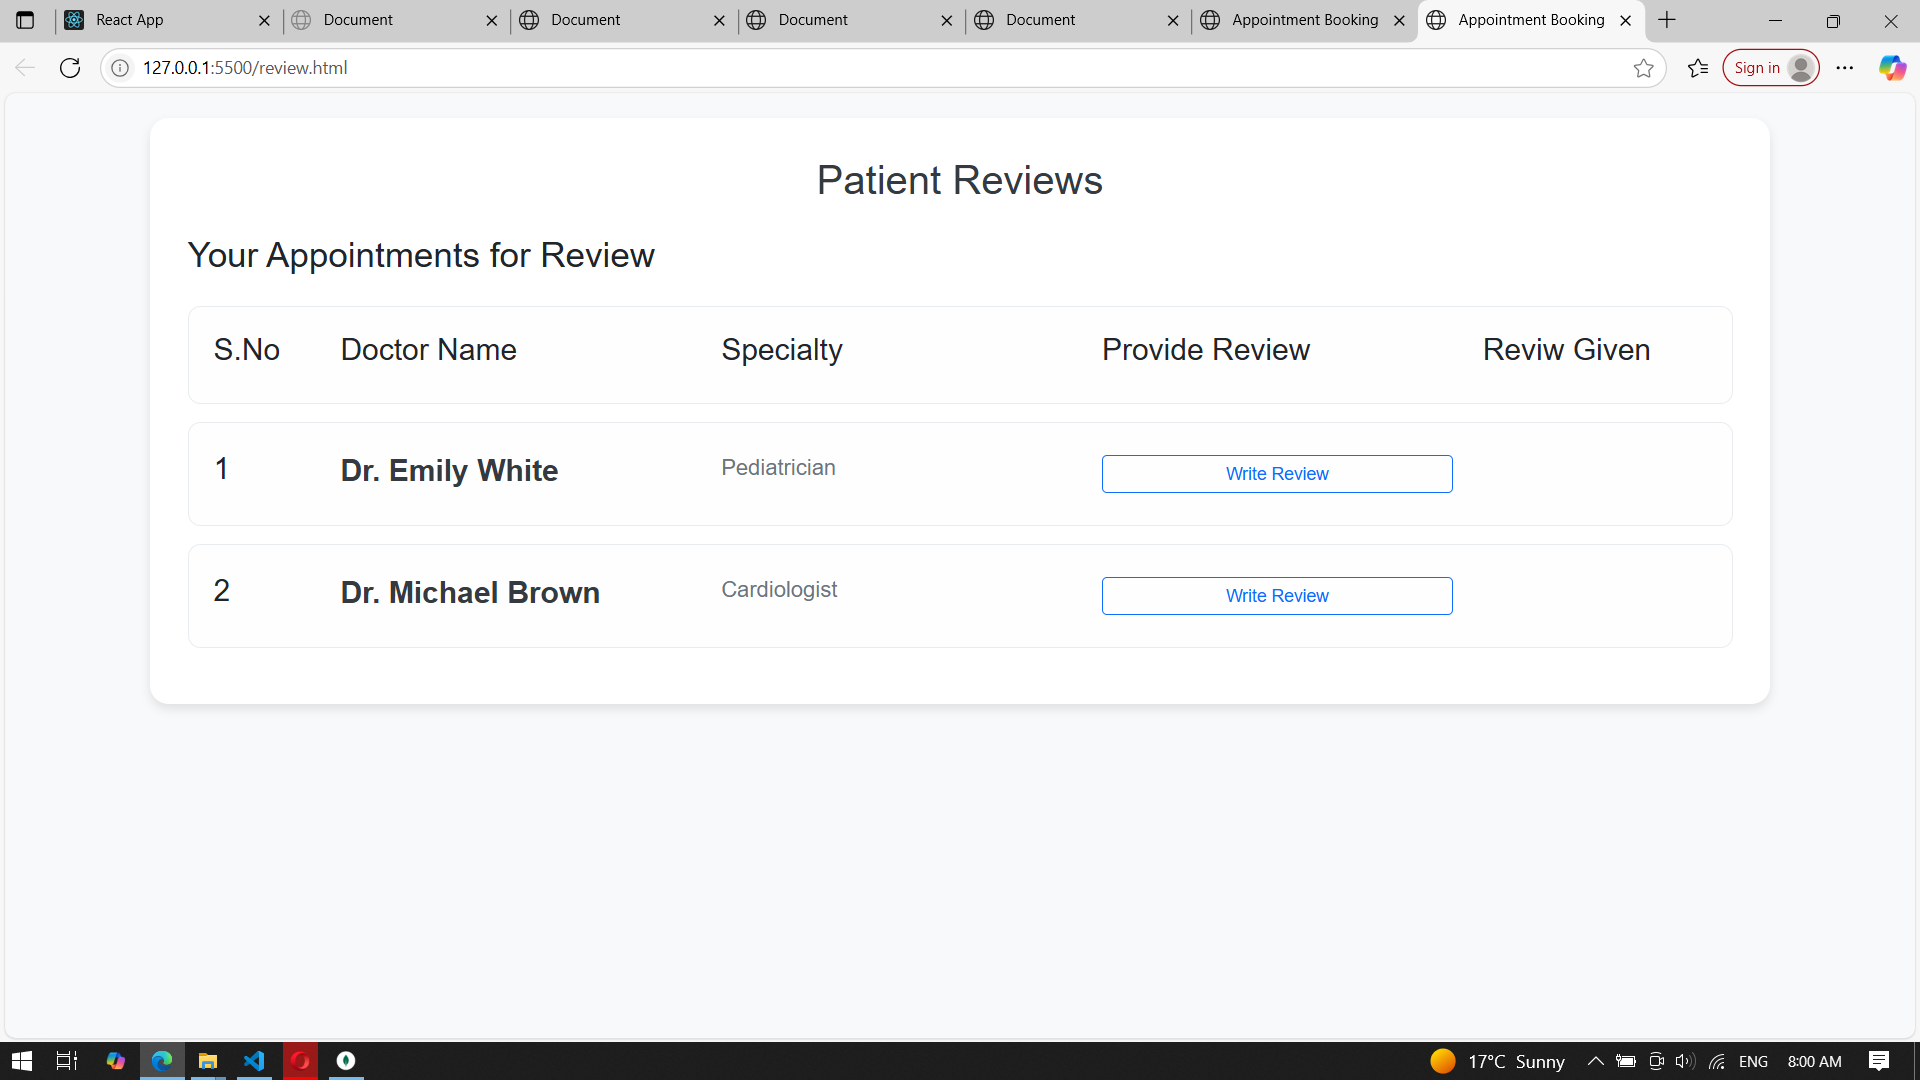 React App
Document
Document
Document
Document
Appointment Booking
Appointment Booking
127.0.0.1:5500/review.html
Sign in
Patient Reviews
Your Appointments for Review
S.No Doctor Name Specialty Provide Review Reviw Given
1 Dr. Emily White Pediatrician Write Review
2 Dr. Michael Brown Cardiologist Write Review
17°C Sunny ENG 8:00 AM